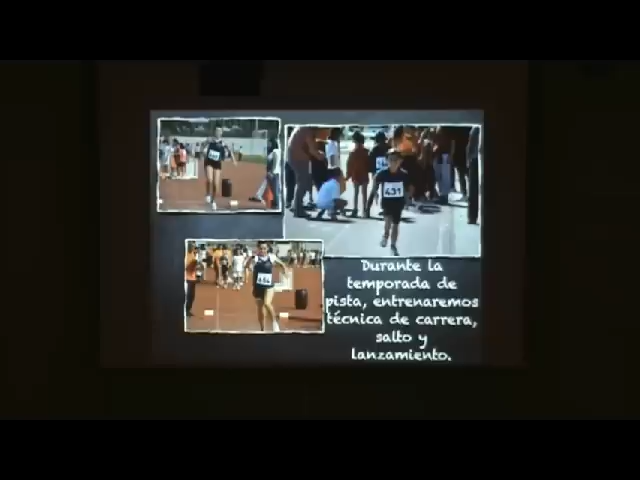 431
Durante la
temporada de
pista, entrenaremos
técnica de carrera,
salto y
lanzamiento.